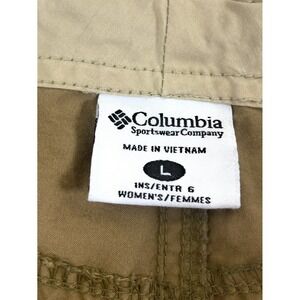 Columbia
Sportswear Company
MADE IN VIETNAM
L
INS/ENTR 6
WOMEN'S/FEMMES